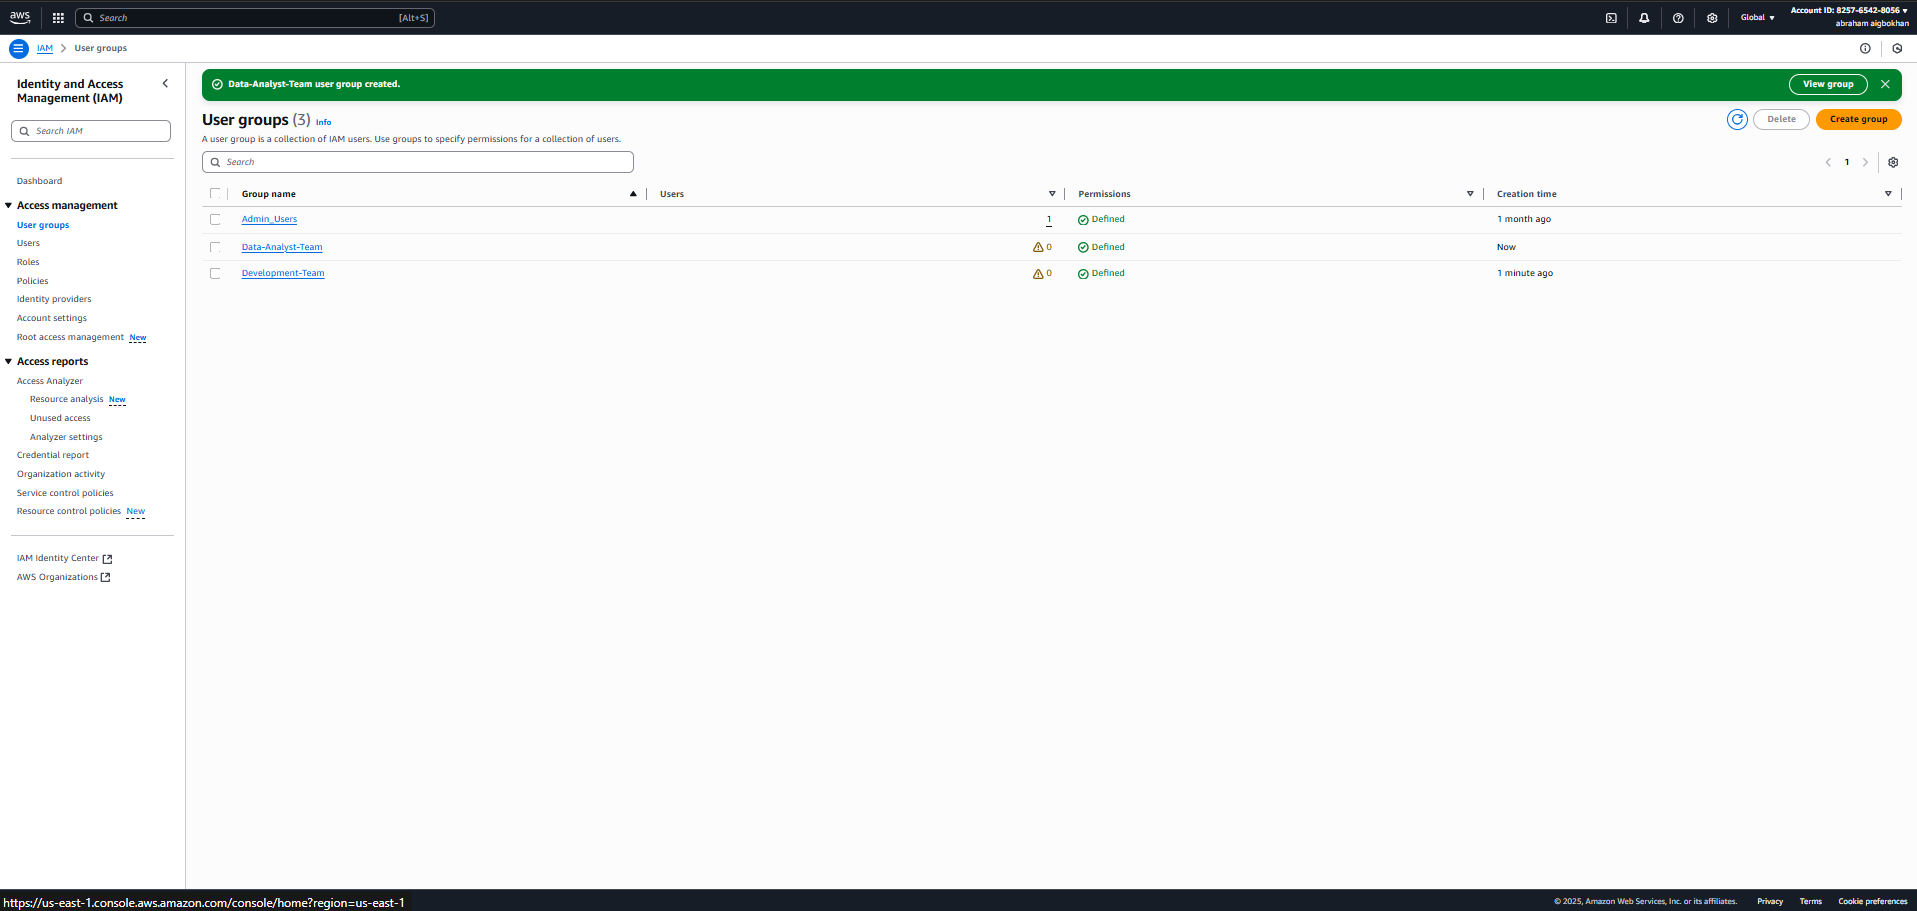 aws
Search [Alt+S]
Global
Account ID: 8257-6542-8056
abraham aigbokhan
IAM
User groups
Identity and Access
Management (IAM)
Search IAM
Dashboard
Access management
User groups
Users
Roles
Policies
Identity providers
Account settings
Root access management New
Access reports
Access Analyzer
Resource analysis New
Unused access
Analyzer settings
Credential report
Organization activity
Service control policies
Resource control policies New
IAM Identity Center
AWS Organizations
Data-Analyst-Team user group created.
View group
User groups (3) Info
Delete
Create group
A user group is a collection of IAM users. Use groups to specify permissions for a collection of users.
Search
1
Group name Users Permissions Creation time
Admin_Users 1 Defined 1 month ago
Data-Analyst-Team 0 Defined Now
Development-Team 0 Defined 1 minute ago
https://us-east-1.console.aws.amazon.com/console/home?region=us-east-1
© 2025, Amazon Web Services, Inc. or its affiliates. Privacy Terms Cookie preferences